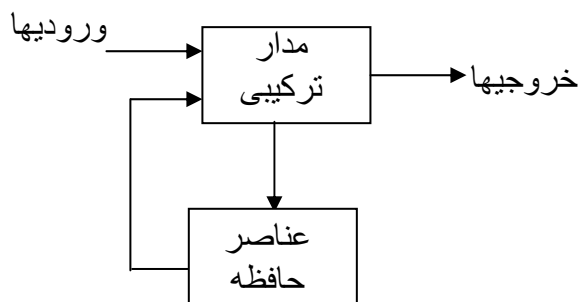 ورودیها
مدار
ترکیبی
خروجیها
عناصر
حافظه